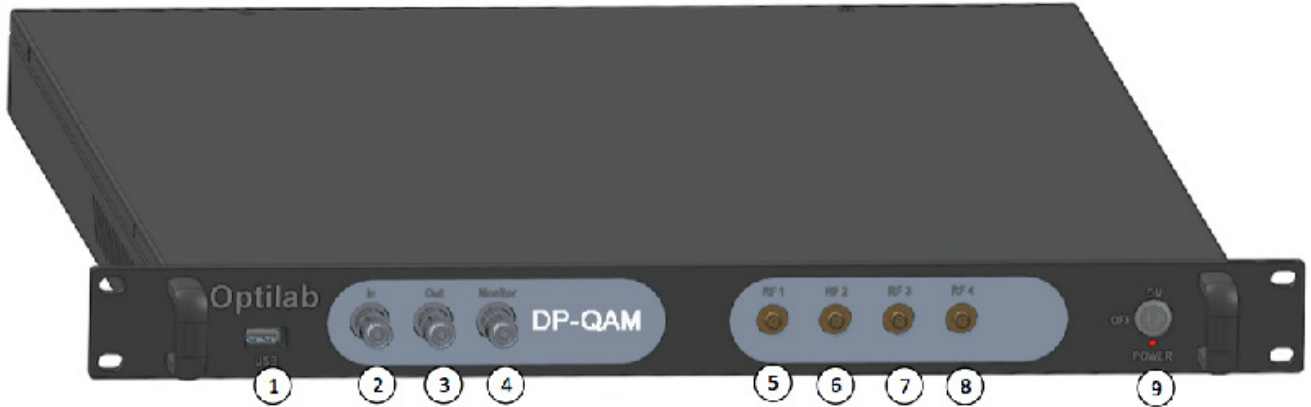 Optilab
In
Out
Monitor
DP-QAM
RF 1
RF 2
RF 3
RF 4
ON
OFF
POWER
USB
1
2
3
4
5
6
7
8
9